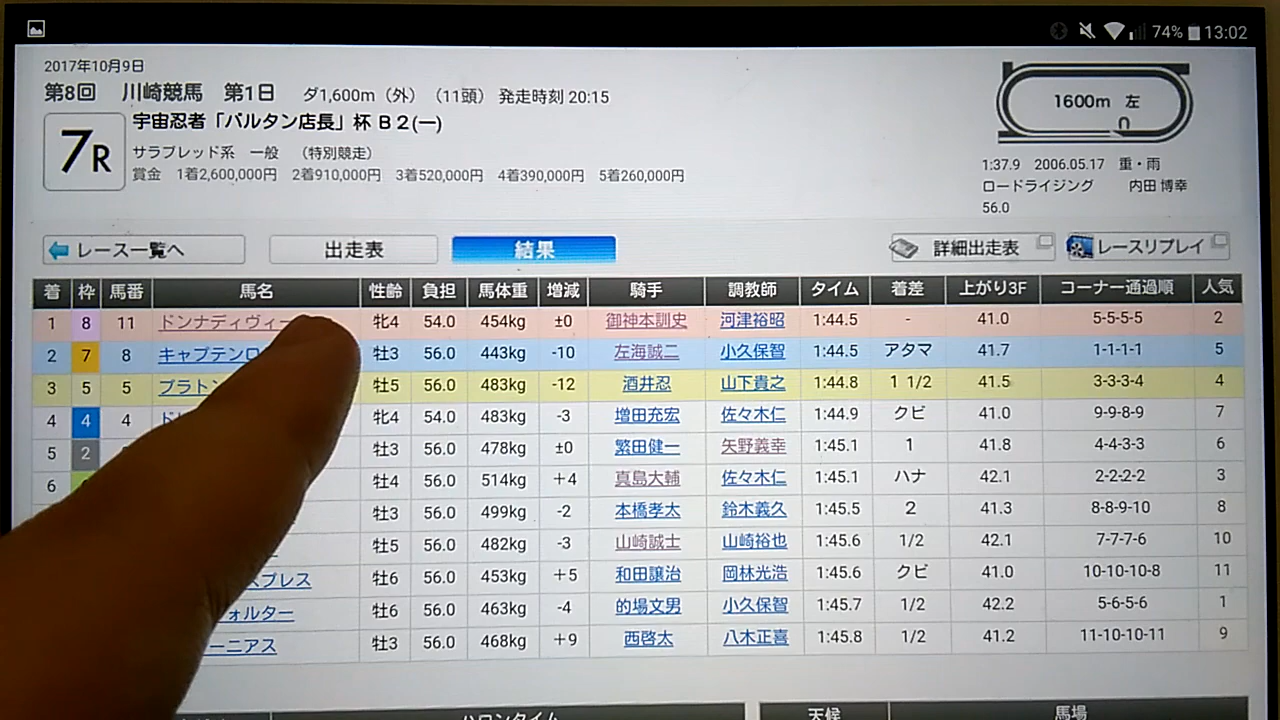 74% 13:02
2017年10月9日
第8回 川崎競馬 第1日 ダ1,600m（外）（11頭） 発走時刻 20:15
7R
宇宙忍者「バルタン店長」杯 Ｂ２(一)
サラブレッド系 一般 （特別競走）
賞金 1着2,600,000円 2着910,000円 3着520,000円 4着390,000円 5着260,000円
1600m 左
1:37.9 2006.05.17 重・雨
ロードライジング 内田 博幸
56.0
レース一覧へ 出走表 結果 詳細出走表 レースリプレイ
着 枠 馬番 馬名 性齢 負担 馬体重 増減 騎手 調教師 タイム 着差 上がり3F コーナー通過順 人気
1 8 11 ドンナディヴィー 牝4 54.0 454kg ±0 御神本訓史 河津裕昭 1:44.5 - 41.0 5-5-5-5 2
2 7 8 キャプテンロ 牡3 56.0 443kg -10 左海誠二 小久保智 1:44.5 アタマ 41.7 1-1-1-1 5
3 5 5 プラトン 牡5 56.0 483kg -12 酒井忍 山下貴之 1:44.8 1 1/2 41.5 3-3-3-4 4
4 4 4 牝4 54.0 483kg -3 増田充宏 佐々木仁 1:44.9 クビ 41.0 9-9-8-9 7
5 2 牡3 56.0 478kg ±0 繁田健一 矢野義幸 1:45.1 1 41.8 4-4-3-3 6
6 牡4 56.0 514kg +4 真島大輔 佐々木仁 1:45.1 ハナ 42.1 2-2-2-2 3
牡3 56.0 499kg -2 本橋孝太 鈴木義久 1:45.5 2 41.3 8-8-9-10 8
牡5 56.0 482kg -3 山崎誠士 山崎裕也 1:45.6 1/2 42.1 7-7-7-6 10
スプレス 牡6 56.0 453kg +5 和田譲治 岡林光浩 1:45.6 クビ 41.0 10-10-10-8 11
ォルター 牡6 56.0 463kg -4 的場文男 小久保智 1:45.7 1/2 42.2 5-6-5-6 1
ーニアス 牡3 56.0 468kg +9 西啓太 八木正喜 1:45.8 1/2 41.2 11-10-10-11 9
ハロンタイム 天候 馬場